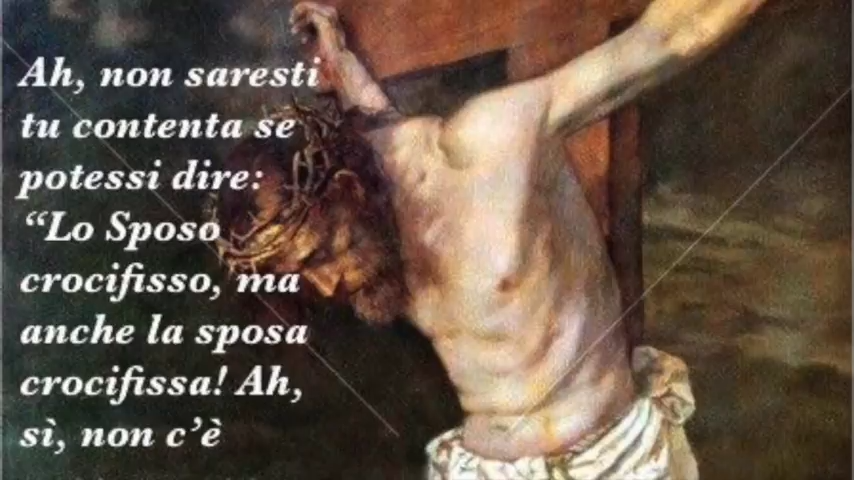 Ah, non saresti
tu contenta se
potessi dire:
“Lo Sposo
crocifisso, ma
anche la sposa
crocifissa! Ah,
sì, non c’è